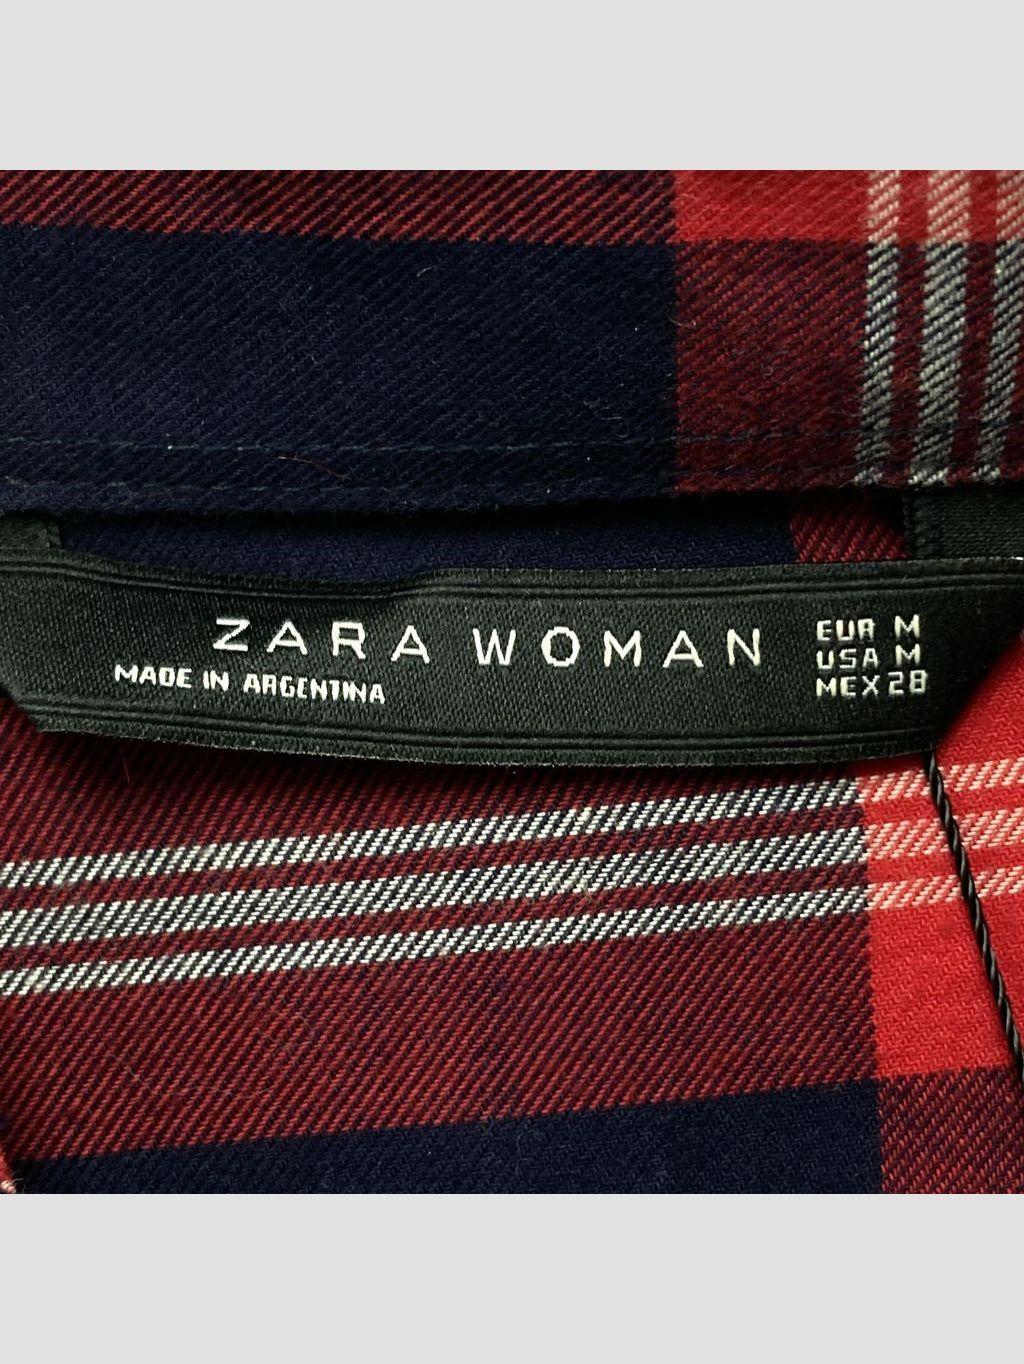 ZARA WOMAN
MADE IN ARGENTINA
EUR M
USA M
MEX 28